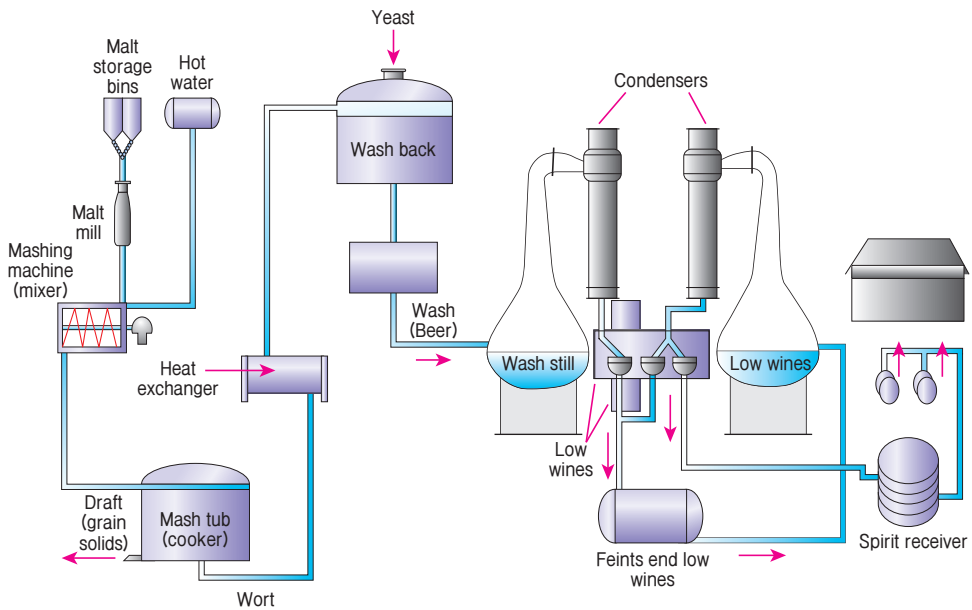 Yeast
Malt
storage
bins
Hot
water
Condensers
Wash back
Malt
mill
Mashing
machine
(mixer)
Wash
(Beer)
Wash still
Low wines
Heat
exchanger
Low
wines
Draft
(grain
solids)
Mash tub
(cooker)
Feints end low
wines
Spirit receiver
Wort